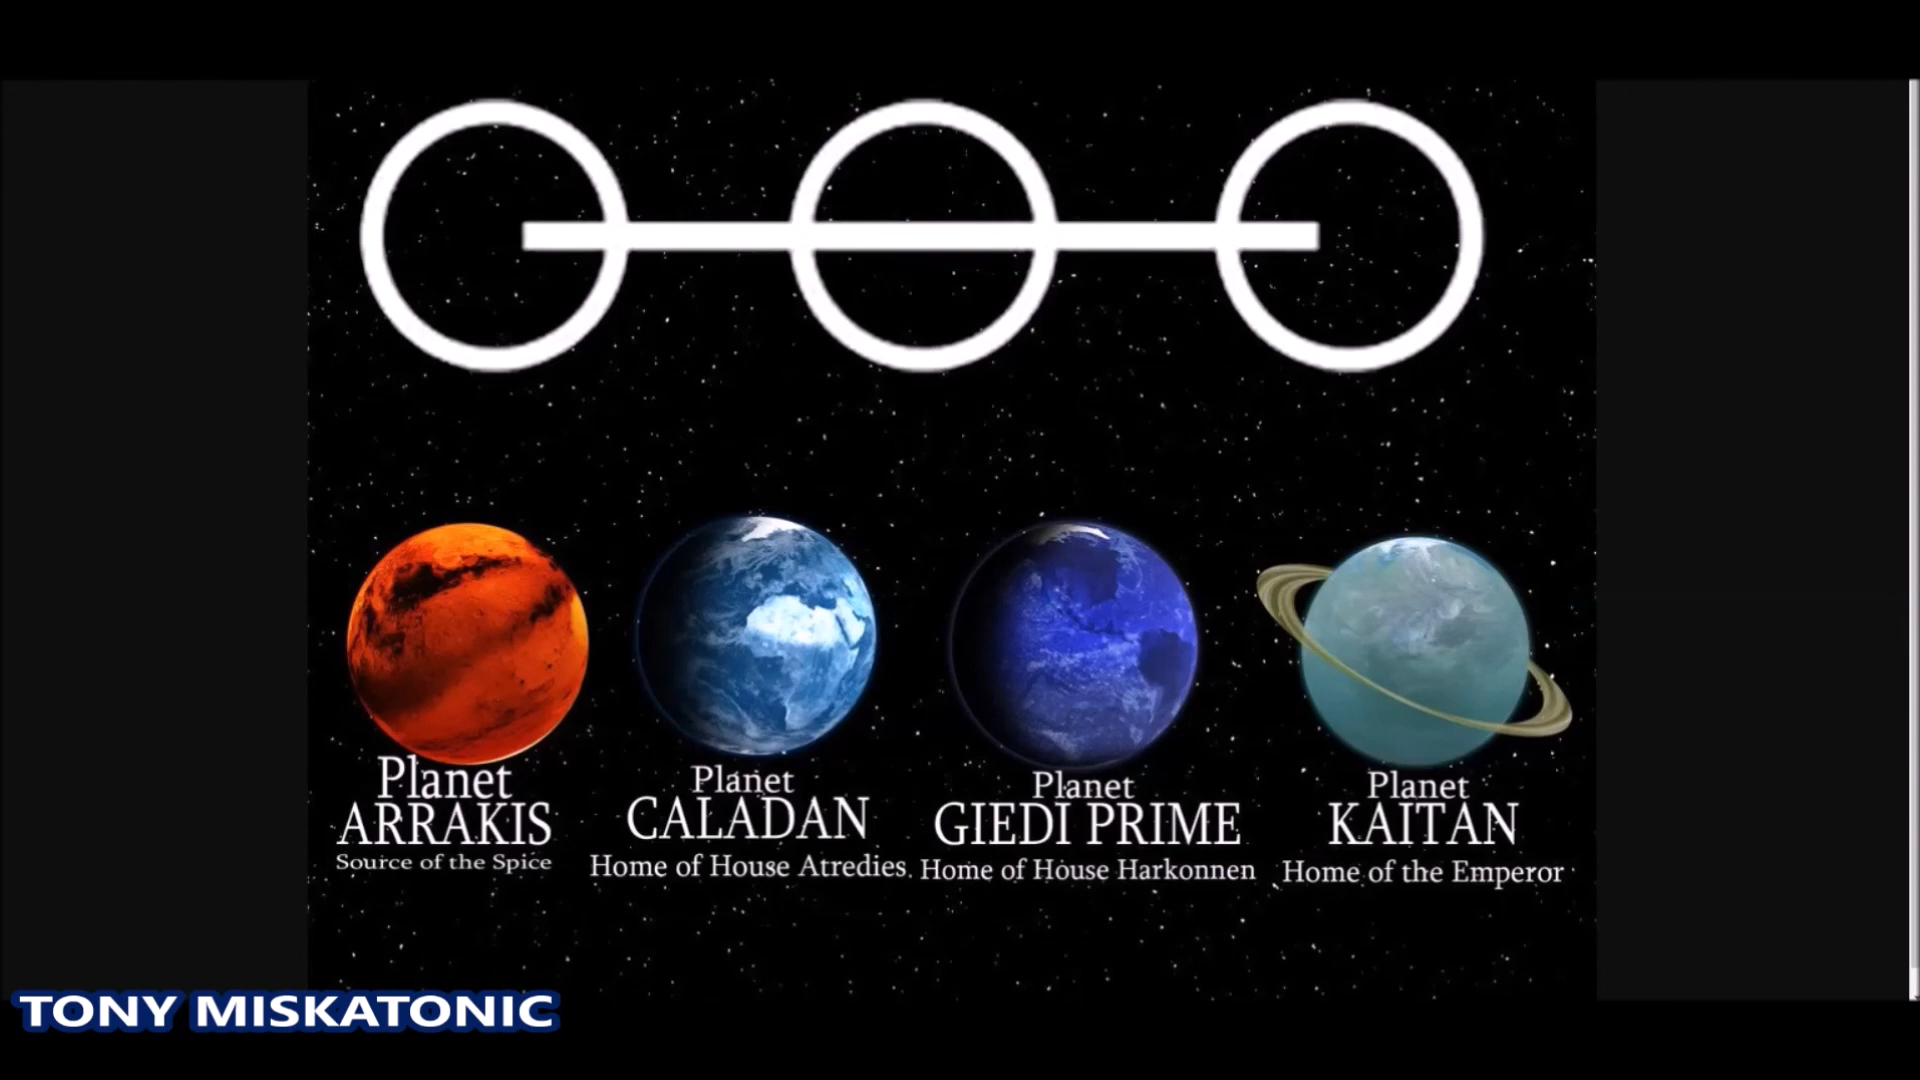 Planet
ARRAKIS
Source of the Spice
Planet
CALADAN
Home of House Atredies.
Planet
GIEDI PRIME
Home of House Harkonnen
Planet
KAITAN
Home of the Emperor
TONY MISKATONIC